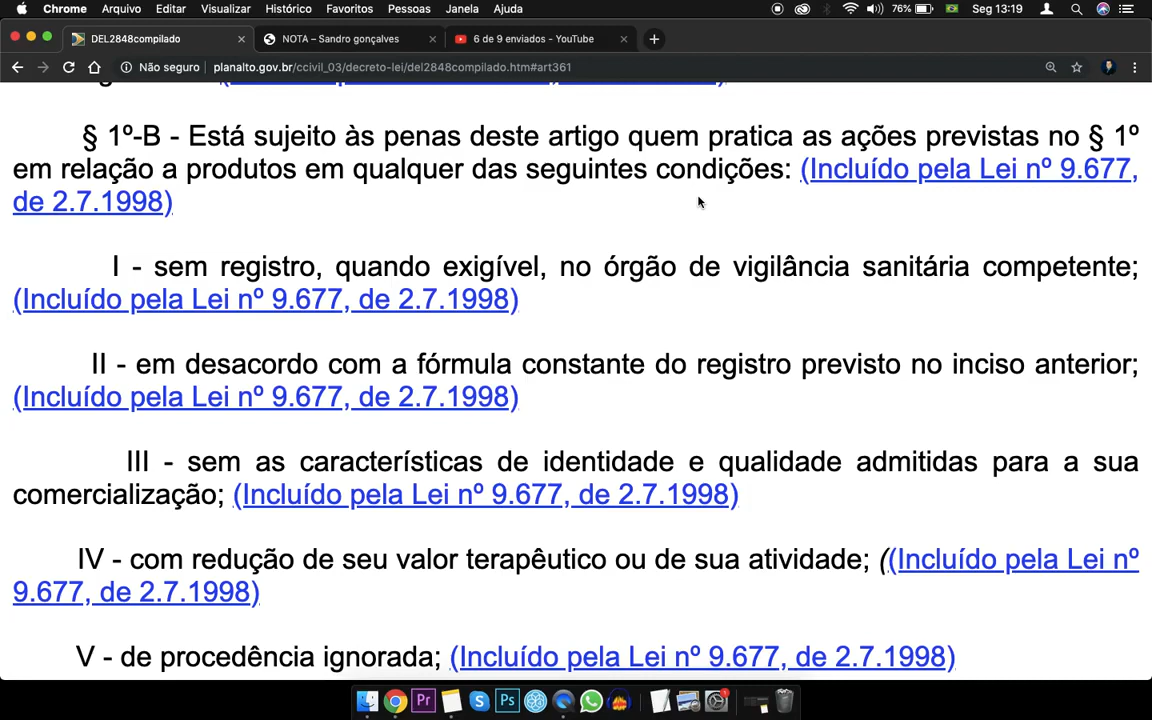 Chrome Arquivo Editar Visualizar Histórico Favoritos Pessoas Janela Ajuda 76% Seg 13:19
DEL2848compilado NOTA – Sandro gonçalves 6 de 9 enviados - YouTube
Não seguro planalto.gov.br/ccivil_03/decreto-lei/del2848compilado.htm#art361
§ 1º-B - Está sujeito às penas deste artigo quem pratica as ações previstas no § 1º
em relação a produtos em qualquer das seguintes condições: (Incluído pela Lei nº 9.677,
de 2.7.1998)
I - sem registro, quando exigível, no órgão de vigilância sanitária competente;
(Incluído pela Lei nº 9.677, de 2.7.1998)
II - em desacordo com a fórmula constante do registro previsto no inciso anterior;
(Incluído pela Lei nº 9.677, de 2.7.1998)
III - sem as características de identidade e qualidade admitidas para a sua
comercialização; (Incluído pela Lei nº 9.677, de 2.7.1998)
IV - com redução de seu valor terapêutico ou de sua atividade; ((Incluído pela Lei nº
9.677, de 2.7.1998)
V - de procedência ignorada; (Incluído pela Lei nº 9.677, de 2.7.1998)
Pr Ps